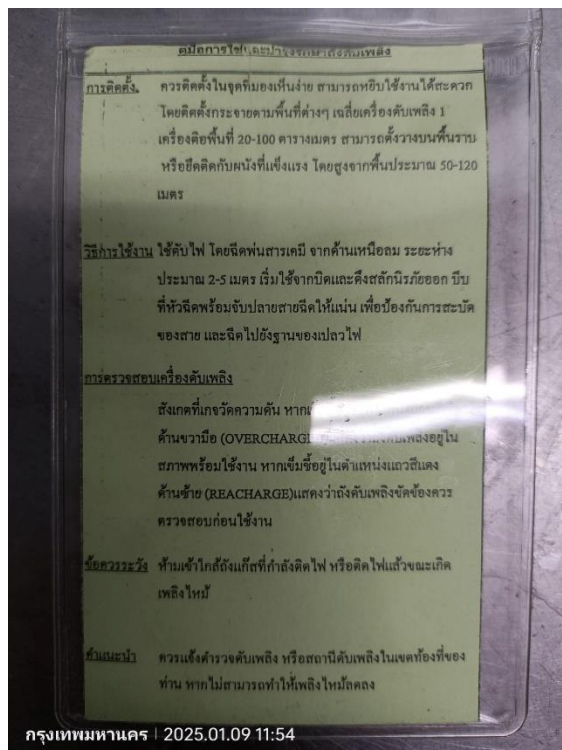 คู่มือการใช้และบำรุงรักษาถังดับเพลิง
การติดตั้ง. ควรติดตั้งในจุดที่มองเห็นง่าย สามารถหยิบใช้งานได้สะดวก
โดยติดตั้งกระจายตามพื้นที่ต่างๆ เฉลี่ยเครื่องดับเพลิง 1
เครื่องต่อพื้นที่ 20-100 ตารางเมตร สามารถตั้งวางบนพื้นราบ
หรือยึดติดกับผนังที่แข็งแรง โดยสูงจากพื้นประมาณ 50-120
เมตร
วิธีการใช้งาน ใช้ดับไฟ โดยฉีดพ่นสารเคมี จากด้านเหนือลม ระยะห่าง
ประมาณ 2-5 เมตร เริ่มใช้จากบิดและดึงสลักนิรภัยออก บีบ
ที่หัวฉีดพร้อมจับปลายสายฉีดให้แน่น เพื่อป้องกันการสะบัด
ของสาย และฉีดไปยังฐานของเปลวไฟ
การตรวจสอบเครื่องดับเพลิง
สังเกตที่เกจวัดความดัน หาก
ด้านขวามือ (OVERCHARGE ถังดับเพลิงอยู่ใน
สภาพพร้อมใช้งาน หากเข็มชี้อยู่ในตำแหน่งแถวสีแดง
ด้านซ้าย (REACHARGE)แสดงว่าถังดับเพลิงขัดข้องควร
ตรวจสอบก่อนใช้งาน
ข้อควรระวัง ห้ามเข้าใกล้ถังแก๊สที่กำลังติดไฟ หรือติดไฟแล้วขณะเกิด
เพลิงไหม้
คำแนะนำ ควรแจ้งตำรวจดับเพลิง หรือสถานีดับเพลิงในเขตท้องที่ของ
ท่าน หากไม่สามารถทำให้เพลิงไหม้ลดลง
กรุงเทพมหานคร | 2025.01.09 11:54